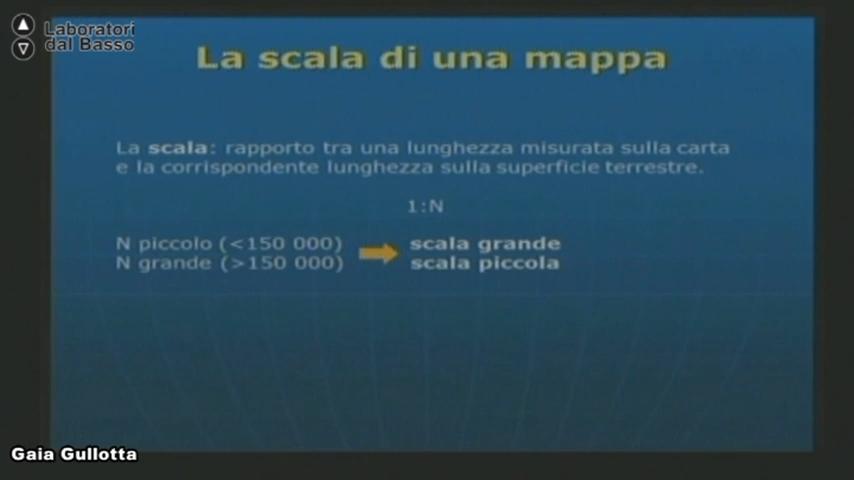 Laboratori
dal Basso
La scala di una mappa
La scala: rapporto tra una lunghezza misurata sulla carta
e la corrispondente lunghezza sulla superficie terrestre.
1:N
N piccolo (<150 000) scala grande
N grande (>150 000) scala piccola
Gaia Gullotta